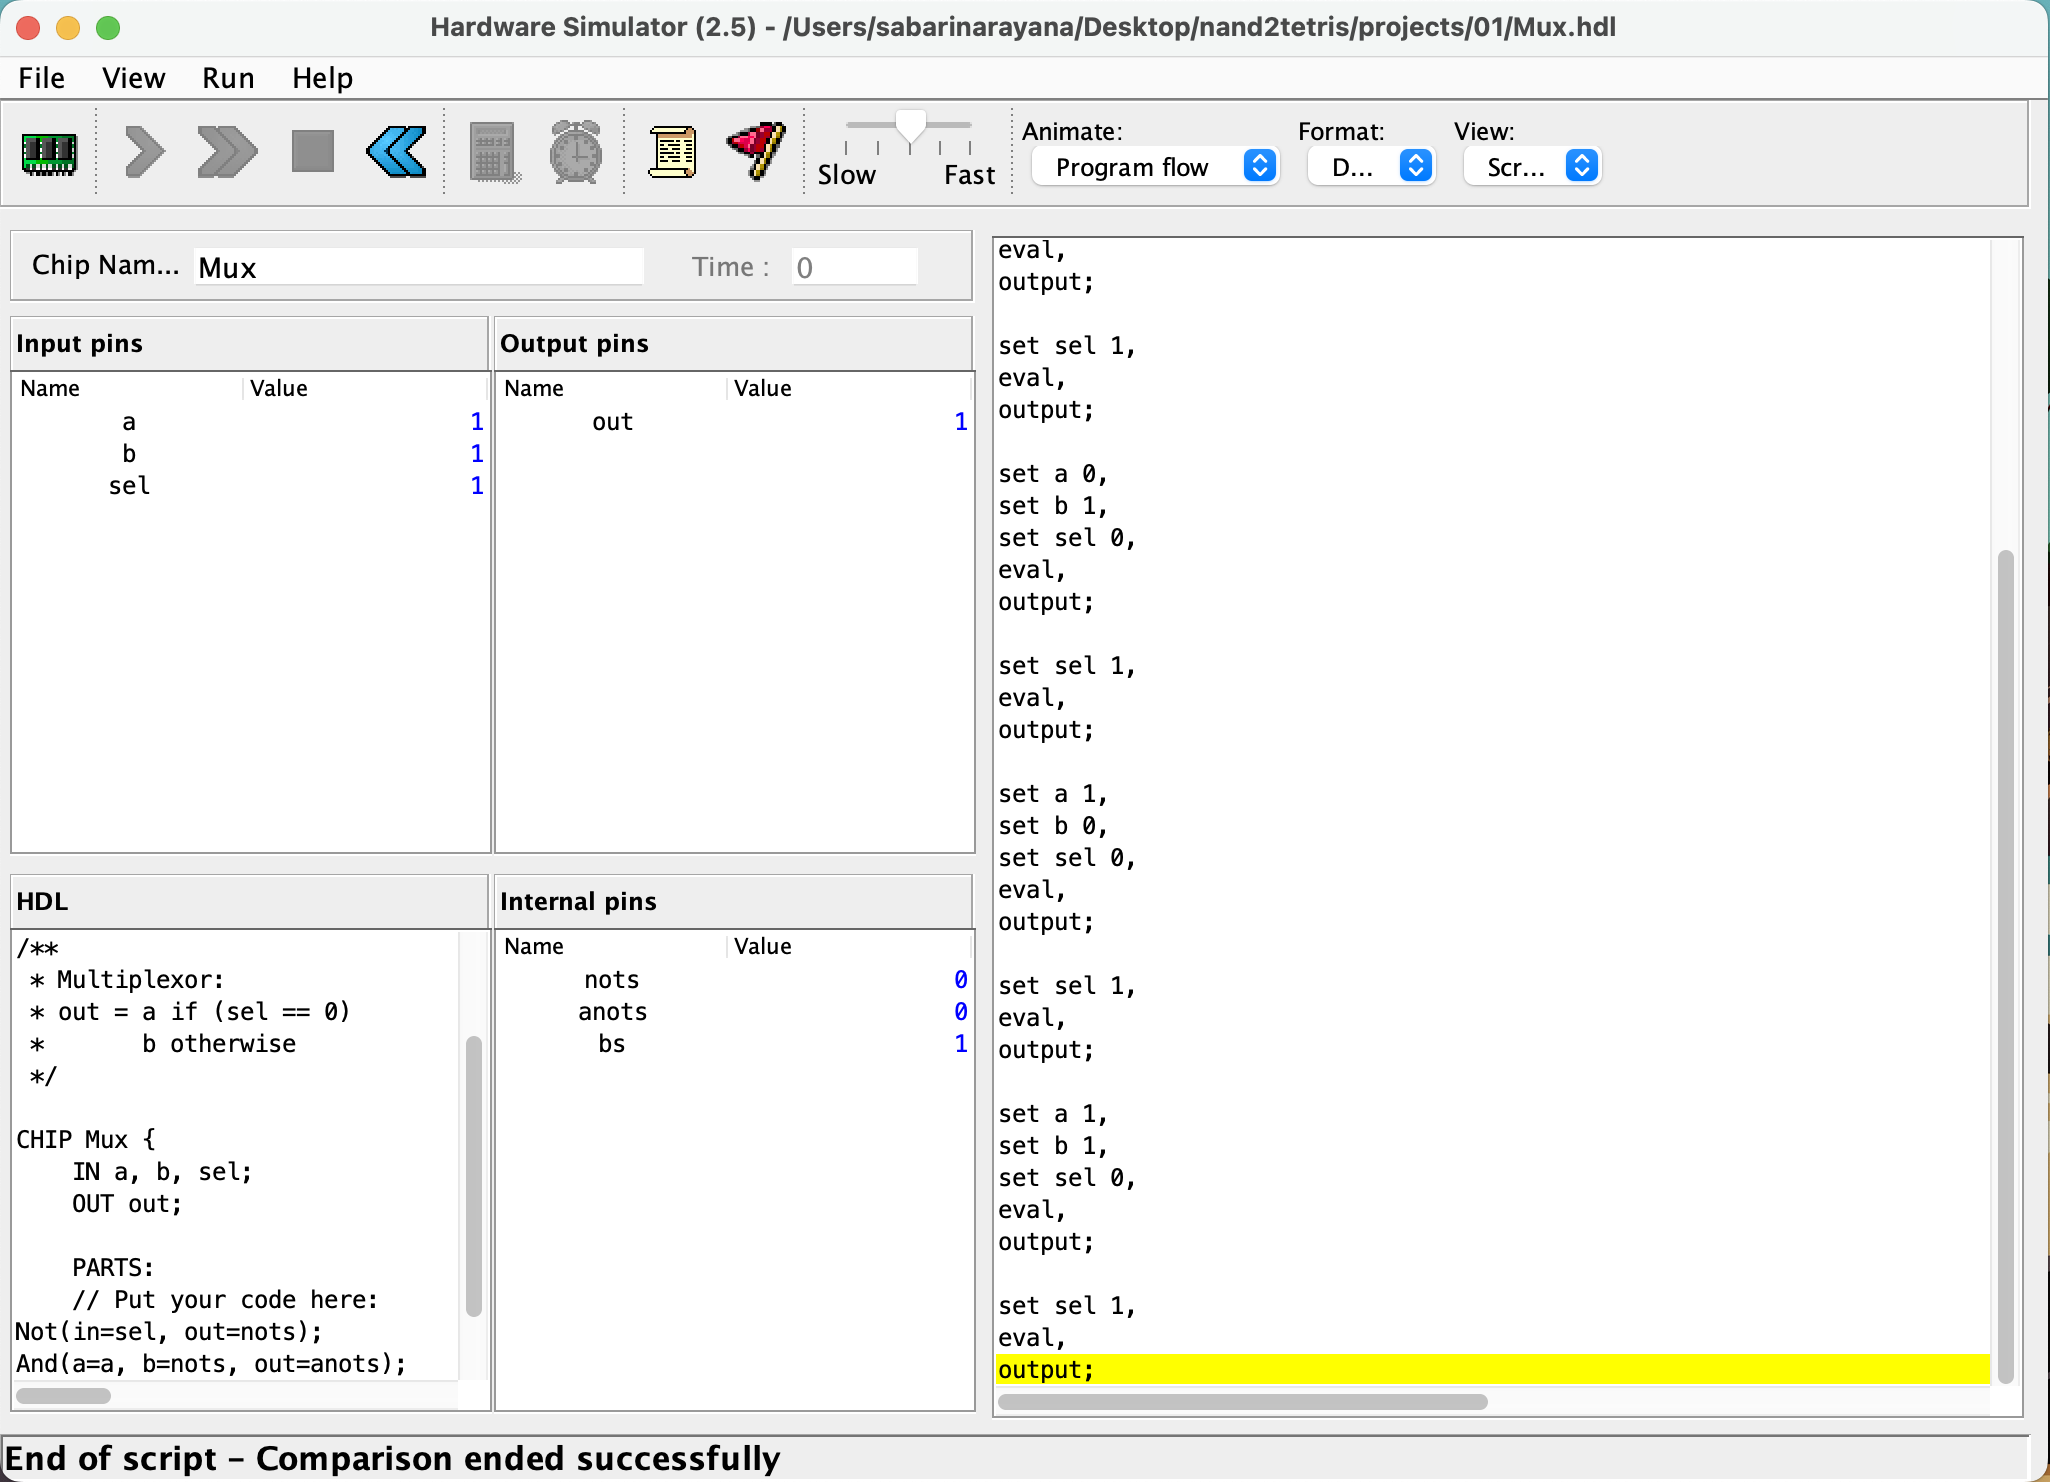 Hardware Simulator (2.5) - /Users/sabarinarayana/Desktop/nand2tetris/projects/01/Mux.hdl
File View Run Help
Slow Fast
Animate:
Program flow
Format:
D...
View:
Scr...
Chip Nam... Mux Time : 0
Input pins
Name Value
a 1
b 1
sel 1
Output pins
Name Value
out 1
HDL
/**
* Multiplexor:
* out = a if (sel == 0)
* b otherwise
*/
CHIP Mux {
IN a, b, sel;
OUT out;
PARTS:
// Put your code here:
Not(in=sel, out=nots);
And(a=a, b=nots, out=anots);
Internal pins
Name Value
nots 0
anots 0
bs 1
eval,
output;
set sel 1,
eval,
output;
set a 0,
set b 1,
set sel 0,
eval,
output;
set sel 1,
eval,
output;
set a 1,
set b 0,
set sel 0,
eval,
output;
set sel 1,
eval,
output;
set a 1,
set b 1,
set sel 0,
eval,
output;
set sel 1,
eval,
output;
End of script - Comparison ended successfully